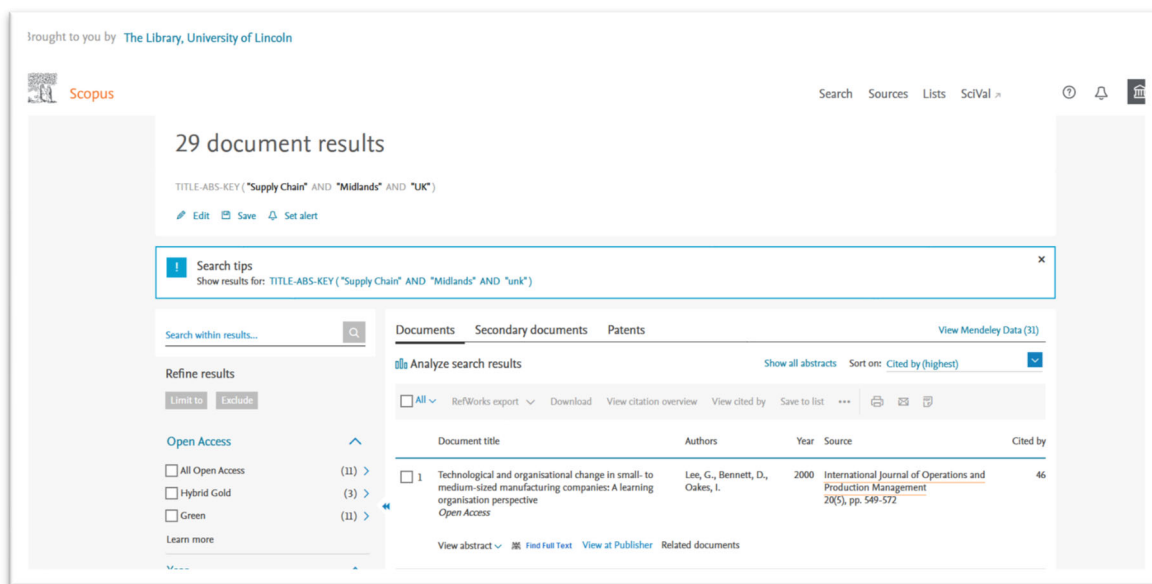 Brought to you by The Library, University of Lincoln
Scopus
Search Sources Lists SciVal
29 document results
TITLE-ABS-KEY ( "Supply Chain" AND "Midlands" AND "UK" )
Edit Save Set alert
Search tips
Show results for: TITLE-ABS-KEY ( "Supply Chain" AND "Midlands" AND "unk" )
Search within results...
Refine results
Limit to Exclude
Open Access
All Open Access (11)
Hybrid Gold (3)
Green (11)
Learn more
Documents Secondary documents Patents View Mendeley Data (31)
Analyze search results Show all abstracts Sort on: Cited by (highest)
All RefWorks export Download View citation overview View cited by Save to list
Document title Authors Year Source Cited by
1 Technological and organisational change in small- to Lee, G., Bennett, D., 2000 International Journal of Operations and 46
medium-sized manufacturing companies: A learning Oakes, I. Production Management
organisation perspective 20(5), pp. 549-572
Open Access
View abstract Find Full Text View at Publisher Related documents